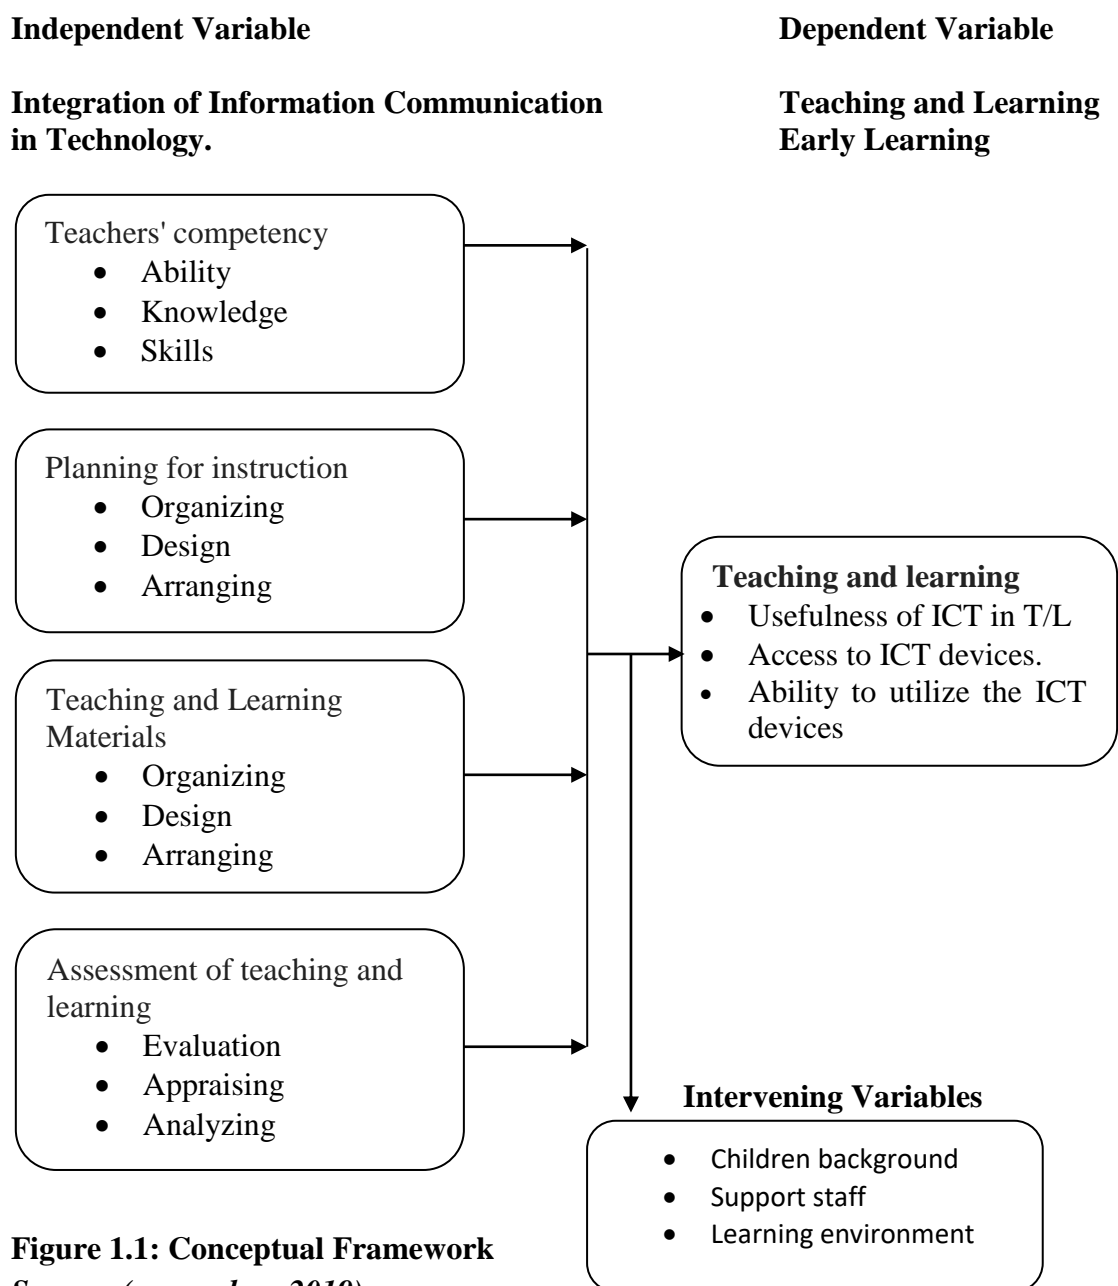 Independent Variable
Dependent Variable
Integration of Information Communication
in Technology.
Teaching and Learning
Early Learning
Teachers' competency
• Ability
• Knowledge
• Skills
Planning for instruction
• Organizing
• Design
• Arranging
Teaching and Learning
Materials
• Organizing
• Design
• Arranging
Assessment of teaching and
learning
• Evaluation
• Appraising
• Analyzing
Teaching and learning
• Usefulness of ICT in T/L
• Access to ICT devices.
• Ability to utilize the ICT
devices
Intervening Variables
• Children background
• Support staff
• Learning environment
Figure 1.1: Conceptual Framework